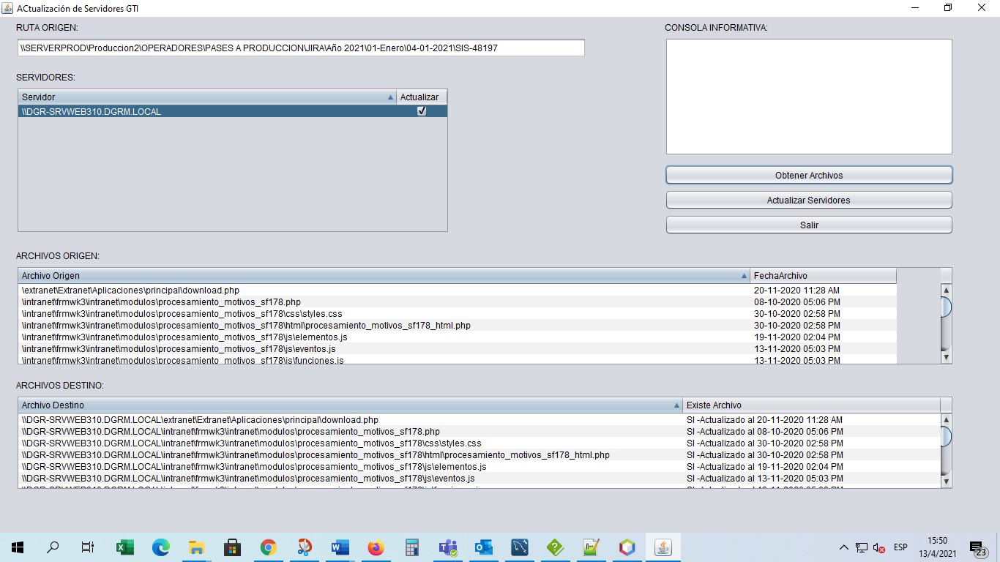 ACtualización de Servidores GTI
RUTA ORIGEN:
\\SERVERPROD\Produccion2\OPERADORES\PASES A PRODUCCION\JIRA\Año 2021\01-Enero\04-01-2021\SIS-48197
CONSOLA INFORMATIVA:
SERVIDORES:
Servidor Actualizar
\\DGR-SRVWEB310.DGRM.LOCAL
Obtener Archivos
Actualizar Servidores
Salir
ARCHIVOS ORIGEN:
Archivo Origen FechaArchivo
\extranet\Extranet\Aplicaciones\principal\download.php 20-11-2020 11:28 AM
\intranet\frmwk3\intranet\modulos\procesamiento_motivos_sf178.php 08-10-2020 05:06 PM
\intranet\frmwk3\intranet\modulos\procesamiento_motivos_sf178\css\styles.css 30-10-2020 02:58 PM
\intranet\frmwk3\intranet\modulos\procesamiento_motivos_sf178\html\procesamiento_motivos_sf178_html.php 30-10-2020 02:58 PM
\intranet\frmwk3\intranet\modulos\procesamiento_motivos_sf178\js\elementos.js 19-11-2020 02:04 PM
\intranet\frmwk3\intranet\modulos\procesamiento_motivos_sf178\js\eventos.js 13-11-2020 05:03 PM
\intranet\frmwk3\intranet\modulos\procesamiento_motivos_sf178\js\funciones.js 13-11-2020 05:03 PM
ARCHIVOS DESTINO:
Archivo Destino Existe Archivo
\\DGR-SRVWEB310.DGRM.LOCAL\extranet\Extranet\Aplicaciones\principal\download.php SI -Actualizado al 20-11-2020 11:28 AM
\\DGR-SRVWEB310.DGRM.LOCAL\intranet\frmwk3\intranet\modulos\procesamiento_motivos_sf178.php SI -Actualizado al 08-10-2020 05:06 PM
\\DGR-SRVWEB310.DGRM.LOCAL\intranet\frmwk3\intranet\modulos\procesamiento_motivos_sf178\css\styles.css SI -Actualizado al 30-10-2020 02:58 PM
\\DGR-SRVWEB310.DGRM.LOCAL\intranet\frmwk3\intranet\modulos\procesamiento_motivos_sf178\html\procesamiento_motivos_sf178_html.php SI -Actualizado al 30-10-2020 02:58 PM
\\DGR-SRVWEB310.DGRM.LOCAL\intranet\frmwk3\intranet\modulos\procesamiento_motivos_sf178\js\elementos.js SI -Actualizado al 19-11-2020 02:04 PM
\\DGR-SRVWEB310.DGRM.LOCAL\intranet\frmwk3\intranet\modulos\procesamiento_motivos_sf178\js\eventos.js SI -Actualizado al 13-11-2020 05:03 PM
ESP
15:50
13/4/2021
23